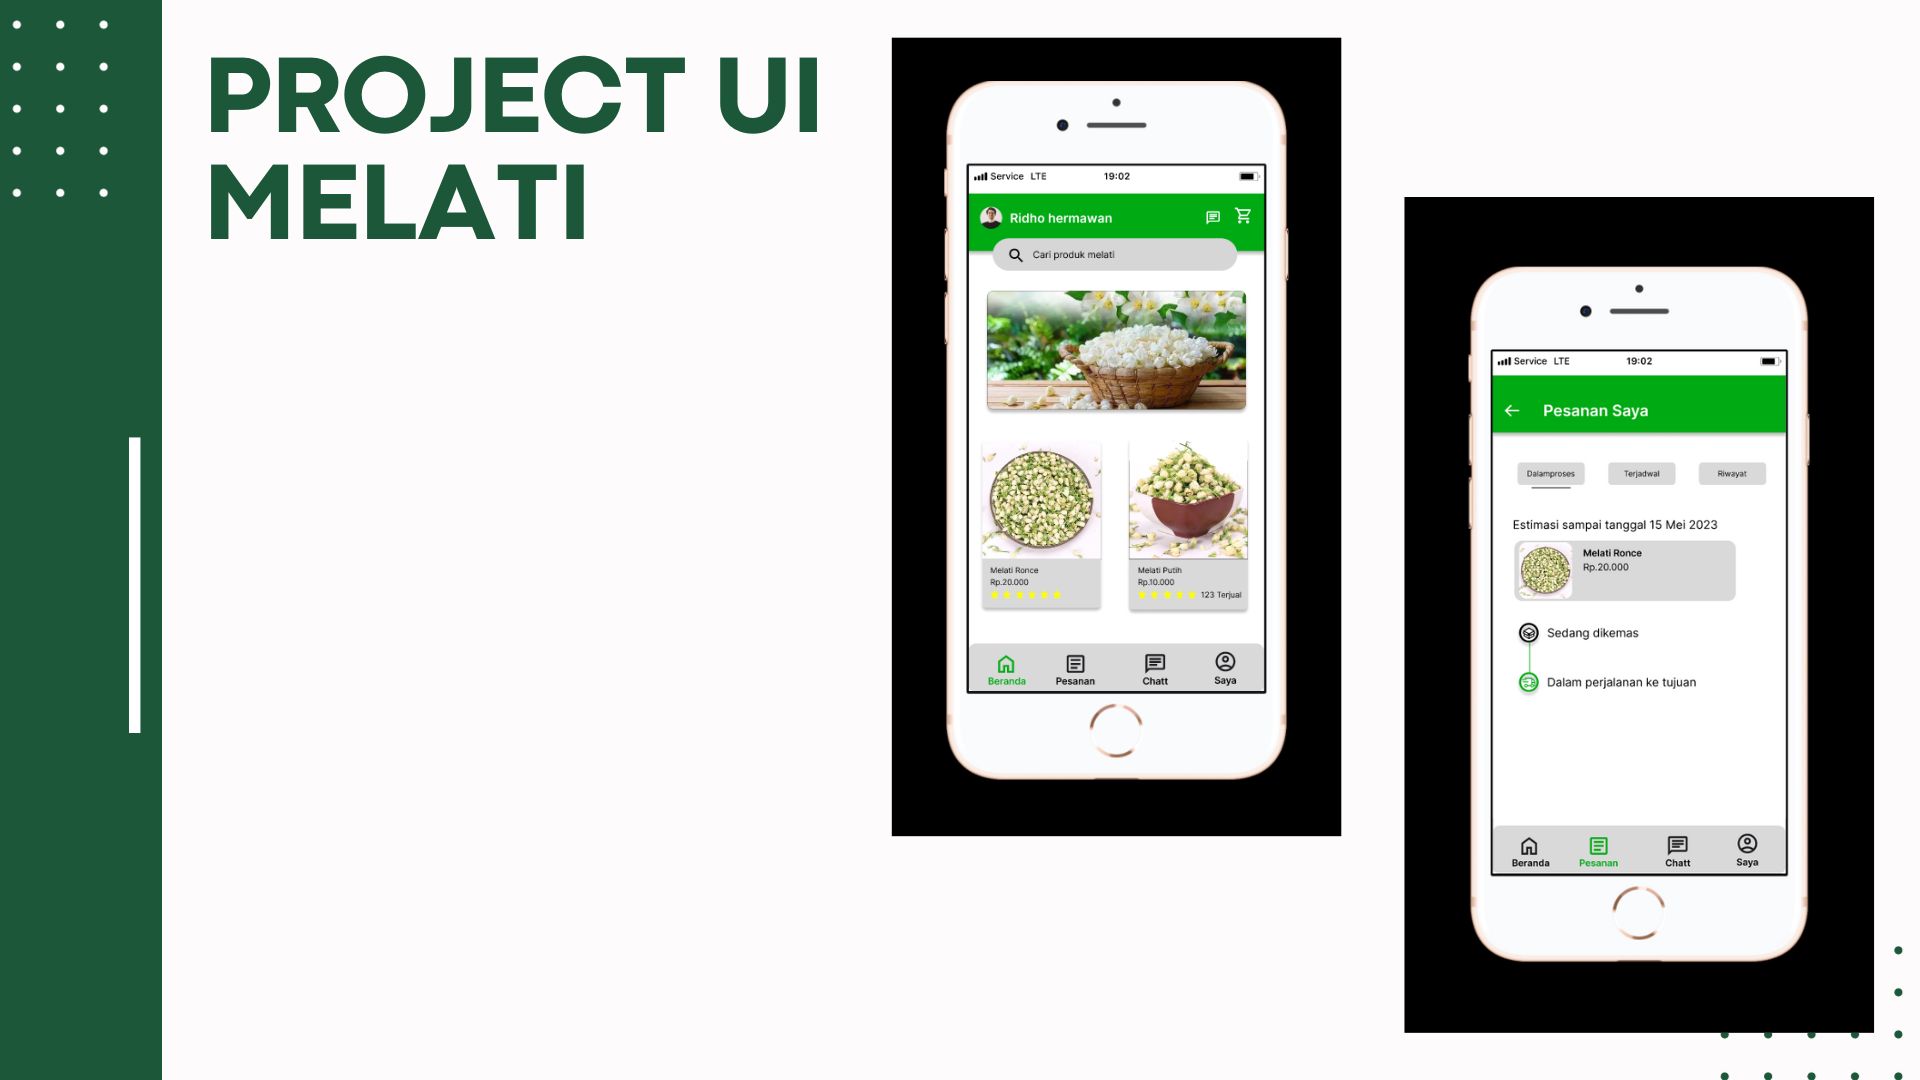 PROJECT UI
MELATI
Service LTE 19:02
Ridho hermawan
Cari produk melati
Melati Ronce
Rp.20.000
Melati Putih
Rp.10.000
123 Terjual
Beranda Pesanan Chatt Saya
Service LTE 19:02
Pesanan Saya
Dalamproses Terjadwal Riwayat
Estimasi sampai tanggal 15 Mei 2023
Melati Ronce
Rp.20.000
Sedang dikemas
Dalam perjalanan ke tujuan
Beranda Pesanan Chatt Saya